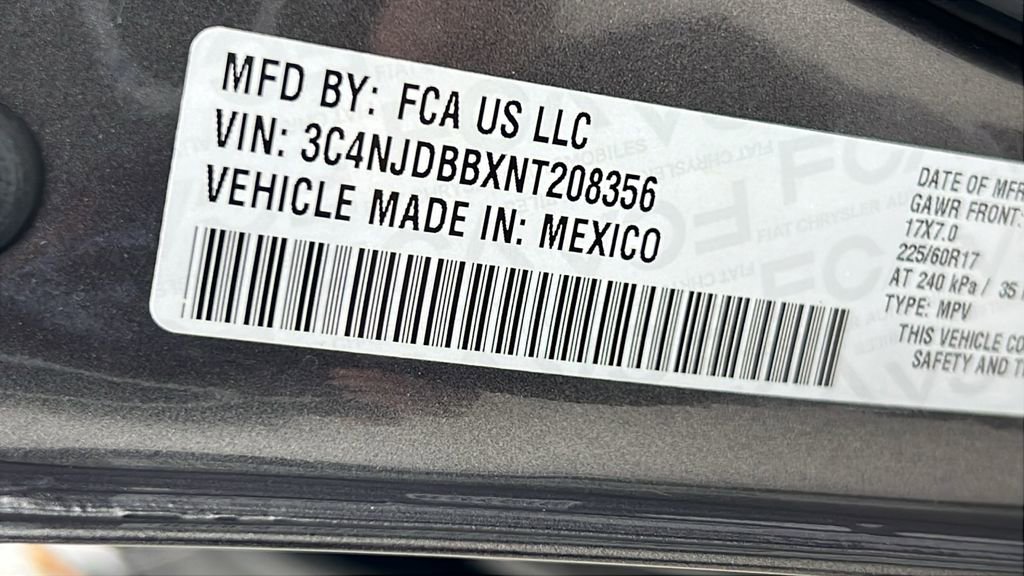 MFD BY: FCA US LLC
VIN: 3C4NJDBBXNT208356
VEHICLE MADE IN: MEXICO
DATE OF MFR
GAWR FRONT:
17X7.0
225/60R17
AT 240 kPa / 35
TYPE: MPV
THIS VEHICLE CO
SAFETY AND T